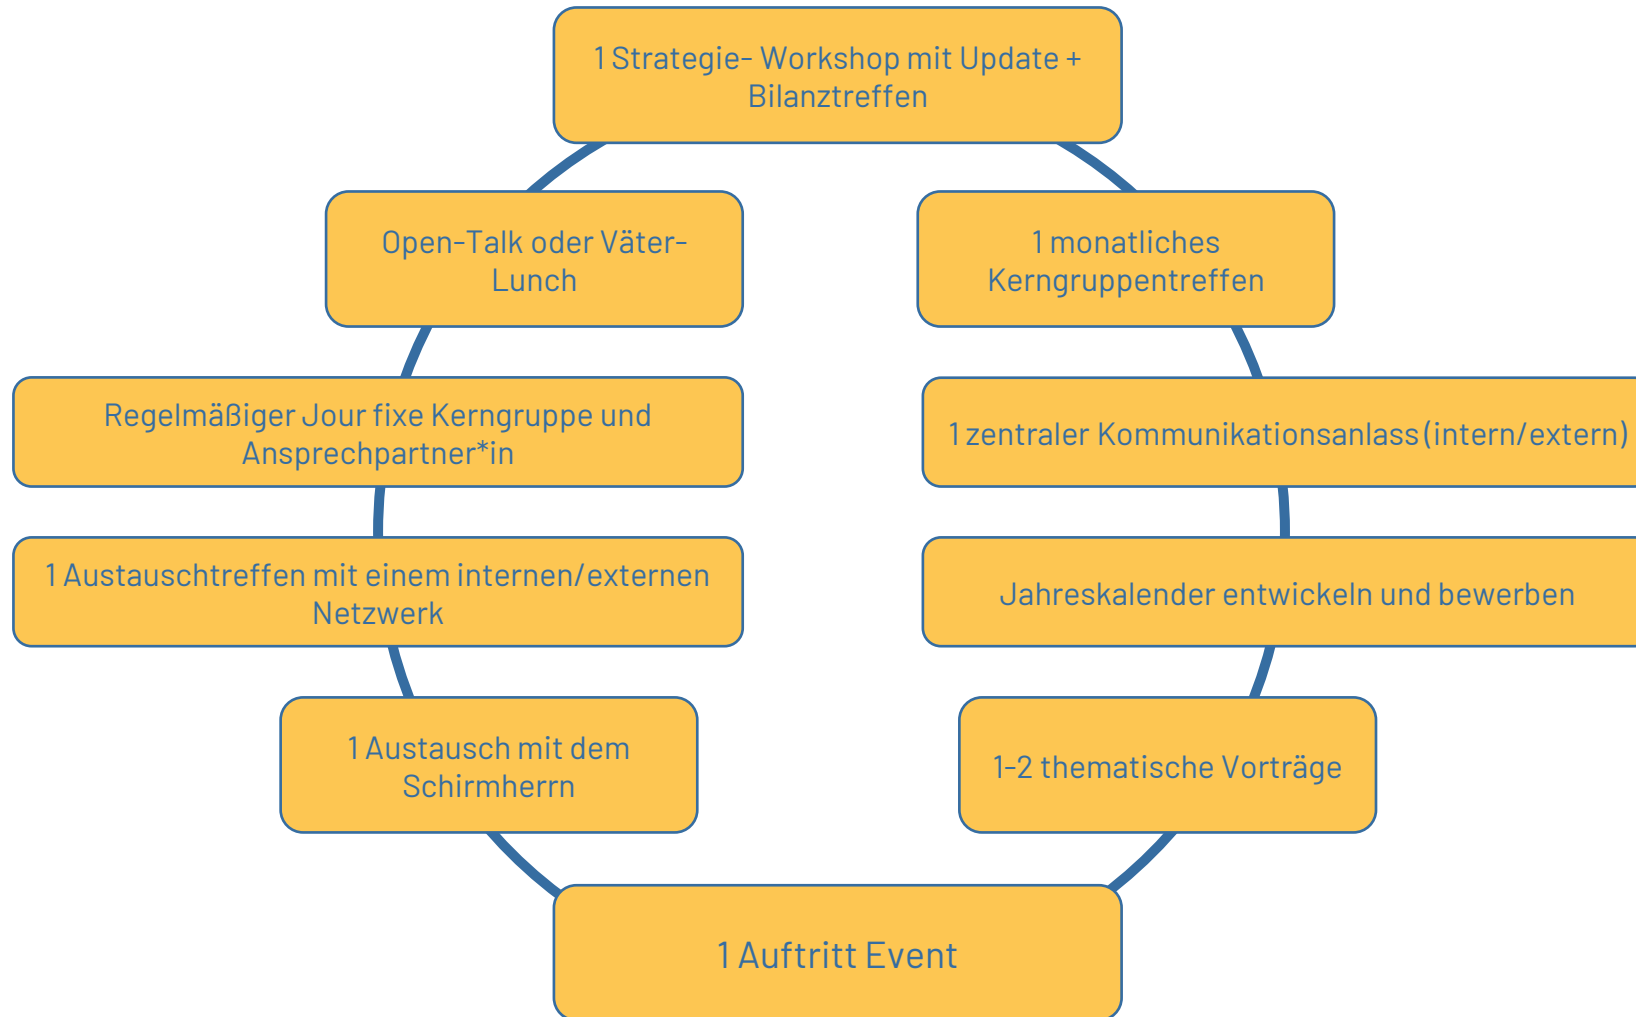 1 Strategie- Workshop mit Update +
Bilanztreffen
Open-Talk oder Väter-
Lunch
1 monatliches
Kerngruppentreffen
Regelmäßiger Jour fixe Kerngruppe und
Ansprechpartner*in
1 zentraler Kommunikationsanlass (intern/extern)
1 Austauschtreffen mit einem internen/externen
Netzwerk
Jahreskalender entwickeln und bewerben
1 Austausch mit dem
Schirmherrn
1-2 thematische Vorträge
1 Auftritt Event